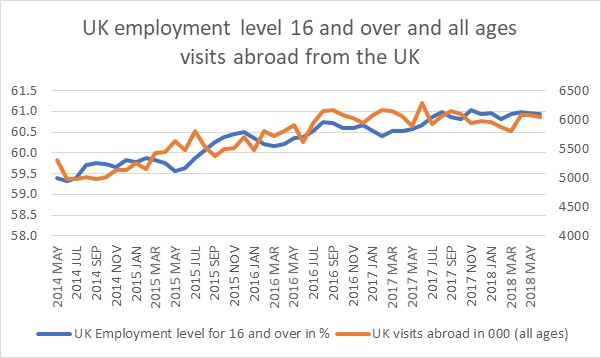 UK employment level 16 and over and all ages
visits abroad from the UK
61.5
61.0
60.5
60.0
59.5
59.0
58.5
58.0
6500
6000
5500
5000
4500
4000
2014 MAY
2014 JUL
2014 SEP
2014 NOV
2015 JAN
2015 MAR
2015 MAY
2015 JUL
2015 SEP
2015 NOV
2016 JAN
2016 MAR
2016 MAY
2016 JUL
2016 SEP
2016 NOV
2017 JAN
2017 MAR
2017 MAY
2017 JUL
2017 SEP
2017 NOV
2018 JAN
2018 MAR
2018 MAY
UK Employment level for 16 and over in %
UK visits abroad in 000 (all ages)